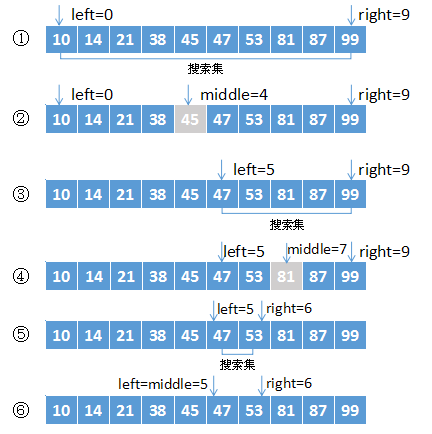 left=0 right=9
① 10 14 21 38 45 47 53 81 87 99
搜索集
left=0 middle=4 right=9
② 10 14 21 38 45 47 53 81 87 99
left=5 right=9
③ 10 14 21 38 45 47 53 81 87 99
搜索集
left=5 middle=7 right=9
④ 10 14 21 38 45 47 53 81 87 99
left=5 right=6
⑤ 10 14 21 38 45 47 53 81 87 99
搜索集
left=middle=5 right=6
⑥ 10 14 21 38 45 47 53 81 87 99